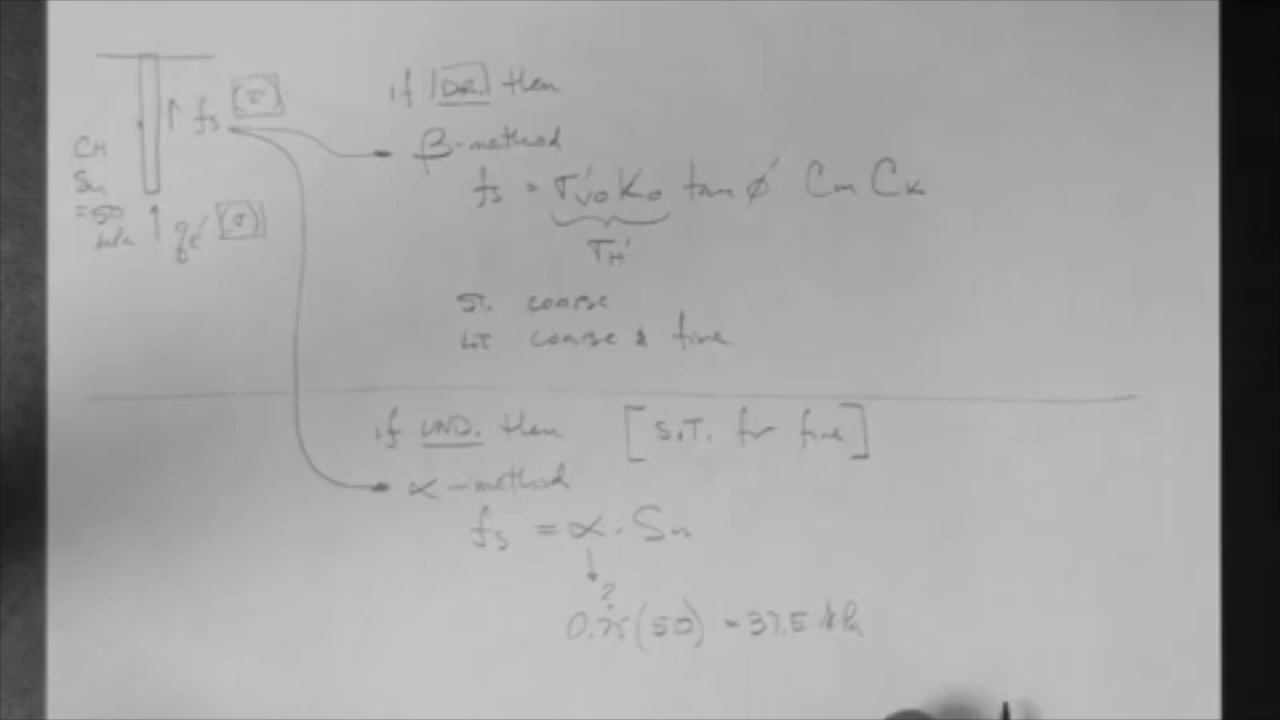 ↑ fs [τ]
CH
Su
=50
kPa
↑ qt' [σ]
if DR. then
β-method
fs = σ'vo Ko tan φ' Cm CK
σH'
S.T. coarse
L.T. coarse & fine
if UND. then [S.T. for fine]
α-method
fs = α · Su
?
0.75(50) = 37.5 kPa